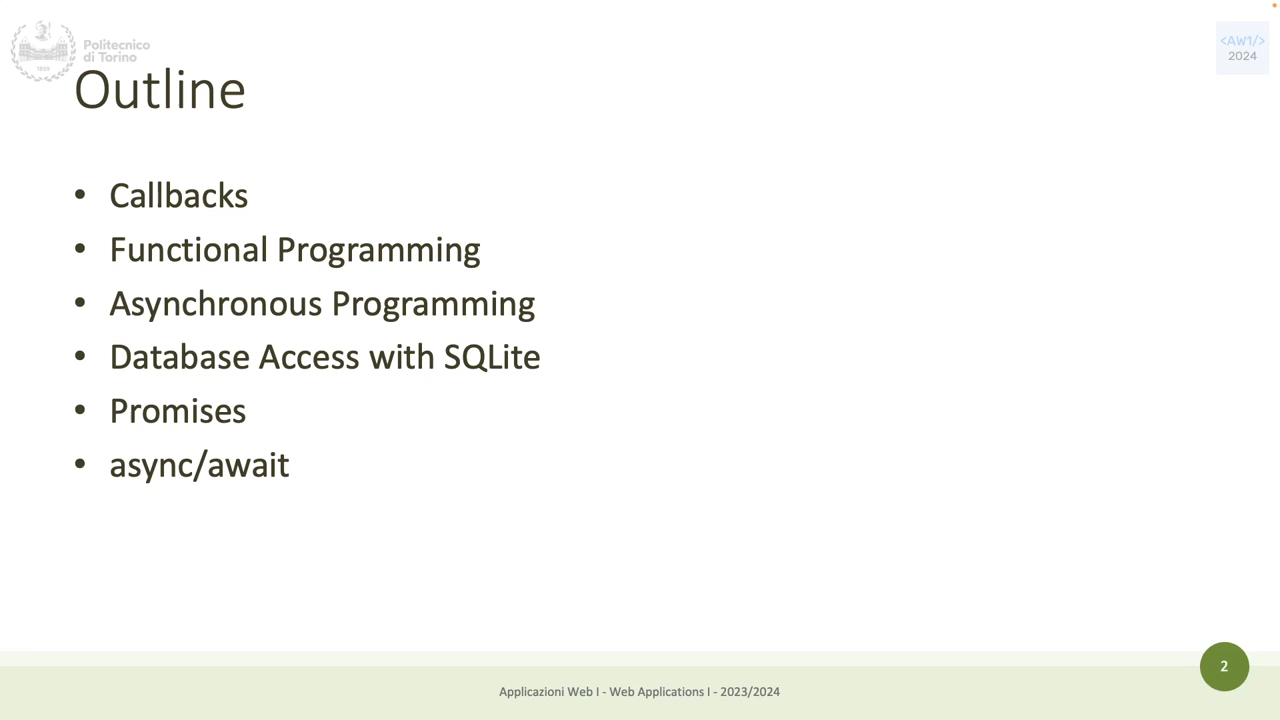 Politecnico
di Torino
1859
<AW1/>
2024
Outline
• Callbacks
• Functional Programming
• Asynchronous Programming
• Database Access with SQLite
• Promises
• async/await
2
Applicazioni Web I - Web Applications I - 2023/2024